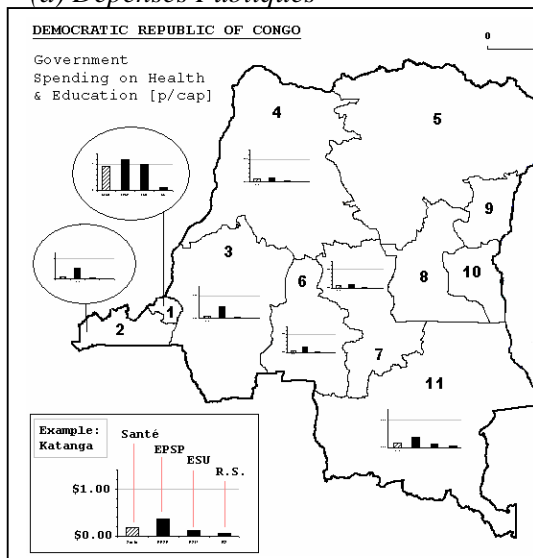 (a) Dépenses Publiques
DEMOCRATIC REPUBLIC OF CONGO
0
Government
Spending on Health
& Education [p/cap]
4
5
9
3
6
8
10
1
2
7
11
Example:
Katanga
Santé
EPSP
ESU
R.S.
$1.00
$0.00